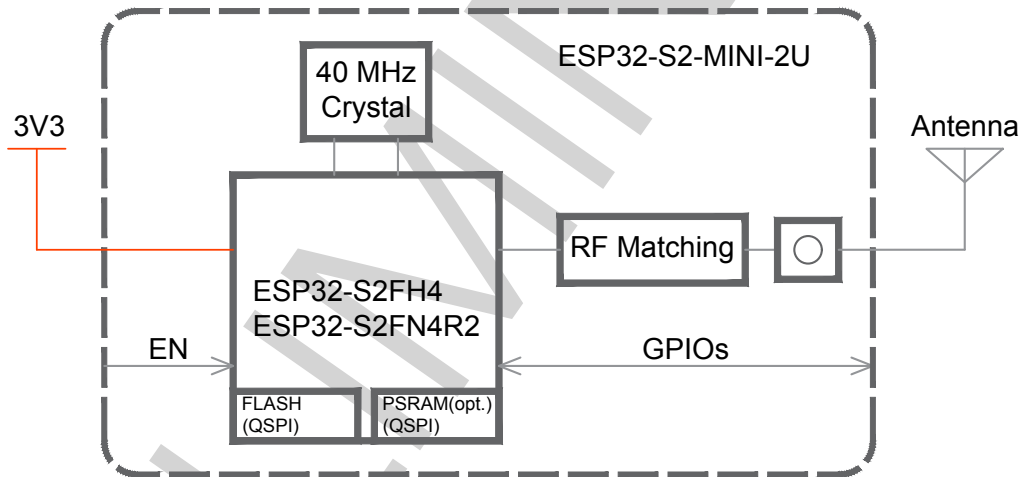 ESP32-S2-MINI-2U
40 MHz
Crystal
3V3
Antenna
RF Matching
ESP32-S2FH4
ESP32-S2FN4R2
EN
GPIOs
FLASH
(QSPI)
PSRAM(opt.)
(QSPI)